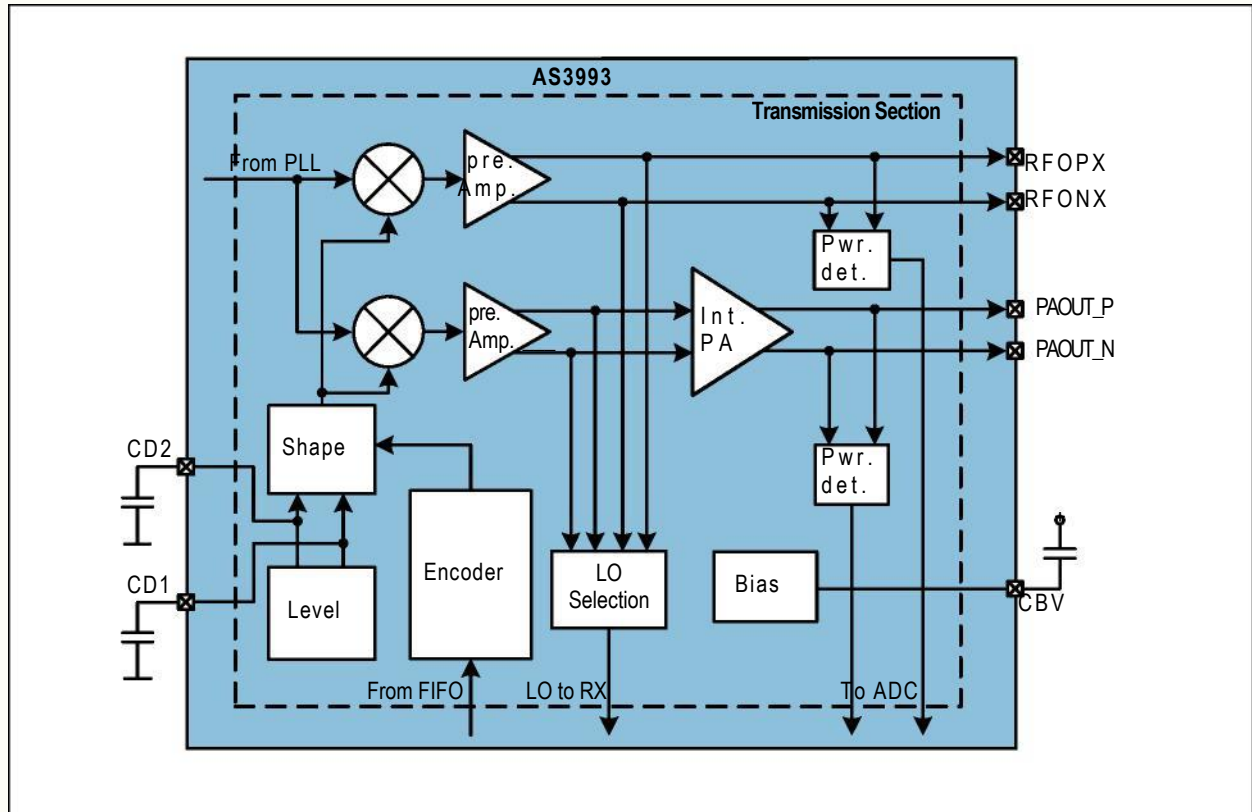 AS3993
Transmission Section
From PLL
pre.
Amp.
RFOPX
RFONX
Pwr.
det.
pre.
Amp.
Int.
PA
PAOUT_P
PAOUT_N
CD2
Shape
Pwr.
det.
CD1
Level
Encoder
LO
Selection
Bias
CBV
From FIFO
LO to RX
To ADC